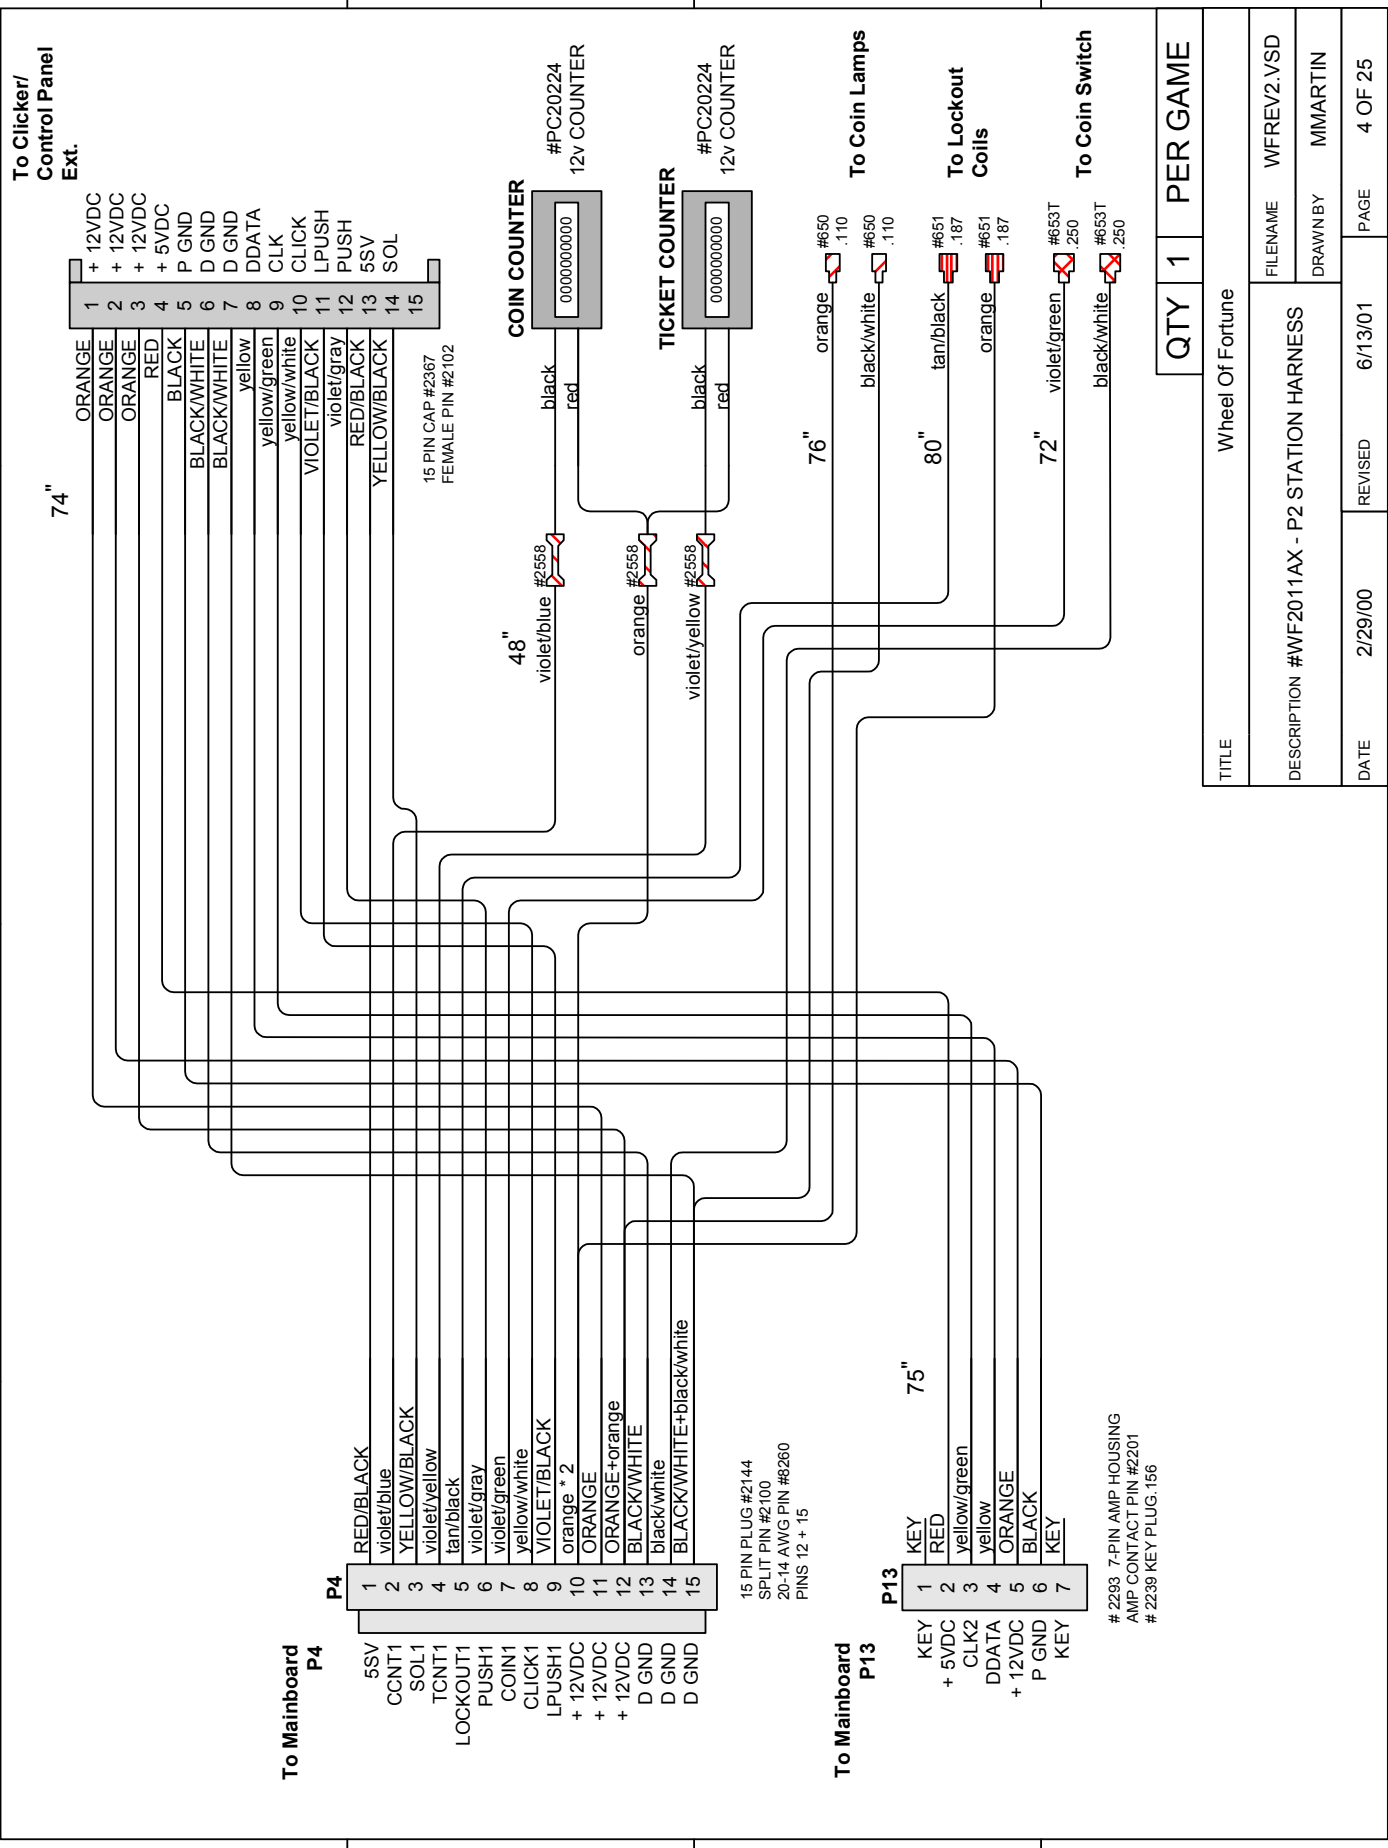 To Clicker/
Control Panel
Ext.
74"
ORANGE 1 + 12VDC
ORANGE 2 + 12VDC
ORANGE 3 + 12VDC
RED 4 + 5VDC
BLACK 5 P GND
BLACK/WHITE 6 D GND
BLACK/WHITE 7 D GND
yellow 8 DDATA
yellow/green 9 CLK
yellow/white 10 CLICK
VIOLET/BLACK 11 LPUSH
violet/gray 12 PUSH
RED/BLACK 13 5SV
YELLOW/BLACK 14 SOL
15
15 PIN CAP #2367
FEMALE PIN #2102
To Mainboard
P4
P4
5SV 1 RED/BLACK
CCNT1 2 violet/blue
SOL1 3 YELLOW/BLACK
TCNT1 4 violet/yellow
LOCKOUT1 5 tan/black
PUSH1 6 violet/gray
COIN1 7 violet/green
CLICK1 8 yellow/white
LPUSH1 9 VIOLET/BLACK
+ 12VDC 10 orange * 2
+ 12VDC 11 ORANGE
+ 12VDC 12 ORANGE+orange
D GND 13 BLACK/WHITE
D GND 14 black/white
D GND 15 BLACK/WHITE+black/white
15 PIN PLUG #2144
SPLIT PIN #2100
20-14 AWG PIN #8260
PINS 12 + 15
48"
violet/blue #2558 black
COIN COUNTER
0000000000
red
#PC20224
12v COUNTER
orange #2558
TICKET COUNTER
violet/yellow #2558 black
0000000000
red
#PC20224
12v COUNTER
76"
orange #650
.110
black/white #650
.110
To Coin Lamps
80"
tan/black #651
.187
orange #651
.187
To Lockout
Coils
72"
violet/green #653T
.250
black/white #653T
.250
To Coin Switch
To Mainboard
P13
P13
KEY 1 KEY
+ 5VDC 2 RED
CLK2 3 yellow/green
DDATA 4 yellow
+ 12VDC 5 ORANGE
P GND 6 BLACK
KEY 7 KEY
75"
# 2293 7-PIN AMP HOUSING
AMP CONTACT PIN #2201
# 2239 KEY PLUG.156
QTY 1 PER GAME
TITLE Wheel Of Fortune
DESCRIPTION #WF2011AX - P2 STATION HARNESS
FILENAME WFREV2.VSD
DRAWN BY MMARTIN
DATE 2/29/00 REVISED 6/13/01 PAGE 4 OF 25